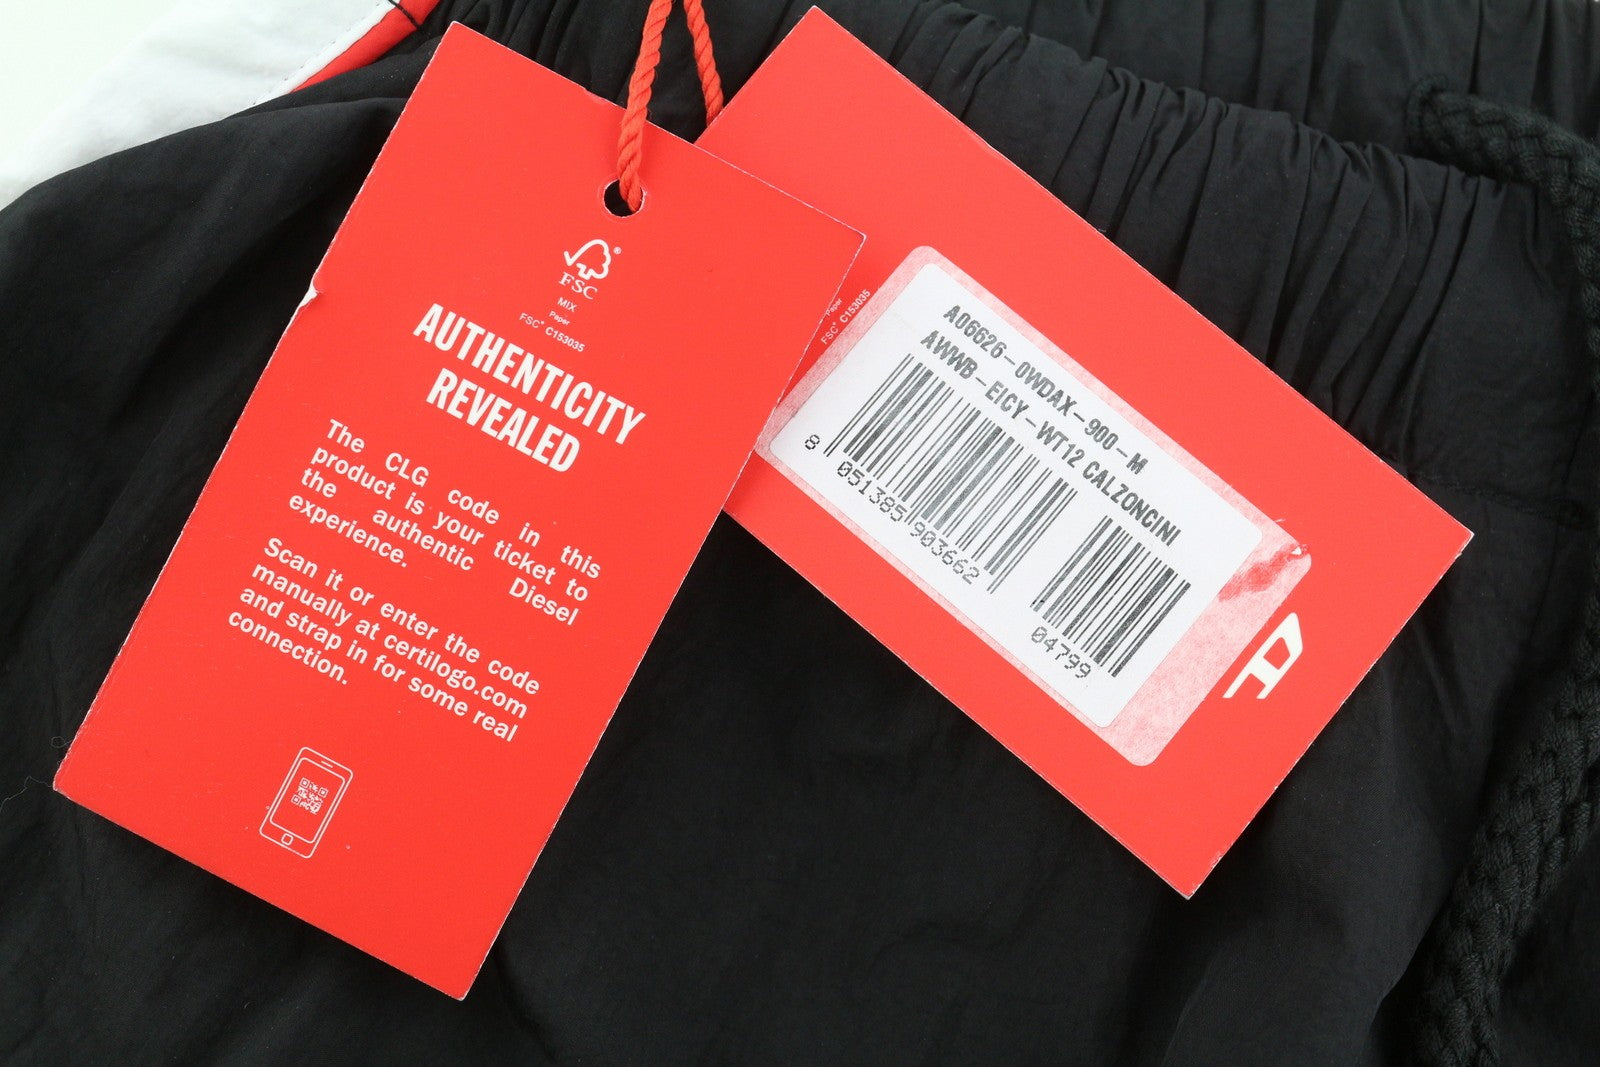 FSC®
MIX
Paper
FSC® C153035
AUTHENTICITY
REVEALED
The CLG code in this
product is your ticket to
the authentic Diesel
experience.
Scan it or enter the code
manually at certilogo.com
and strap in for some real
connection.
Paper
FSC® C153035
A06626-0WDAX-900-M
AWWB-EICY-WT12 CALZONCINI
8 051385 903662
04799
D